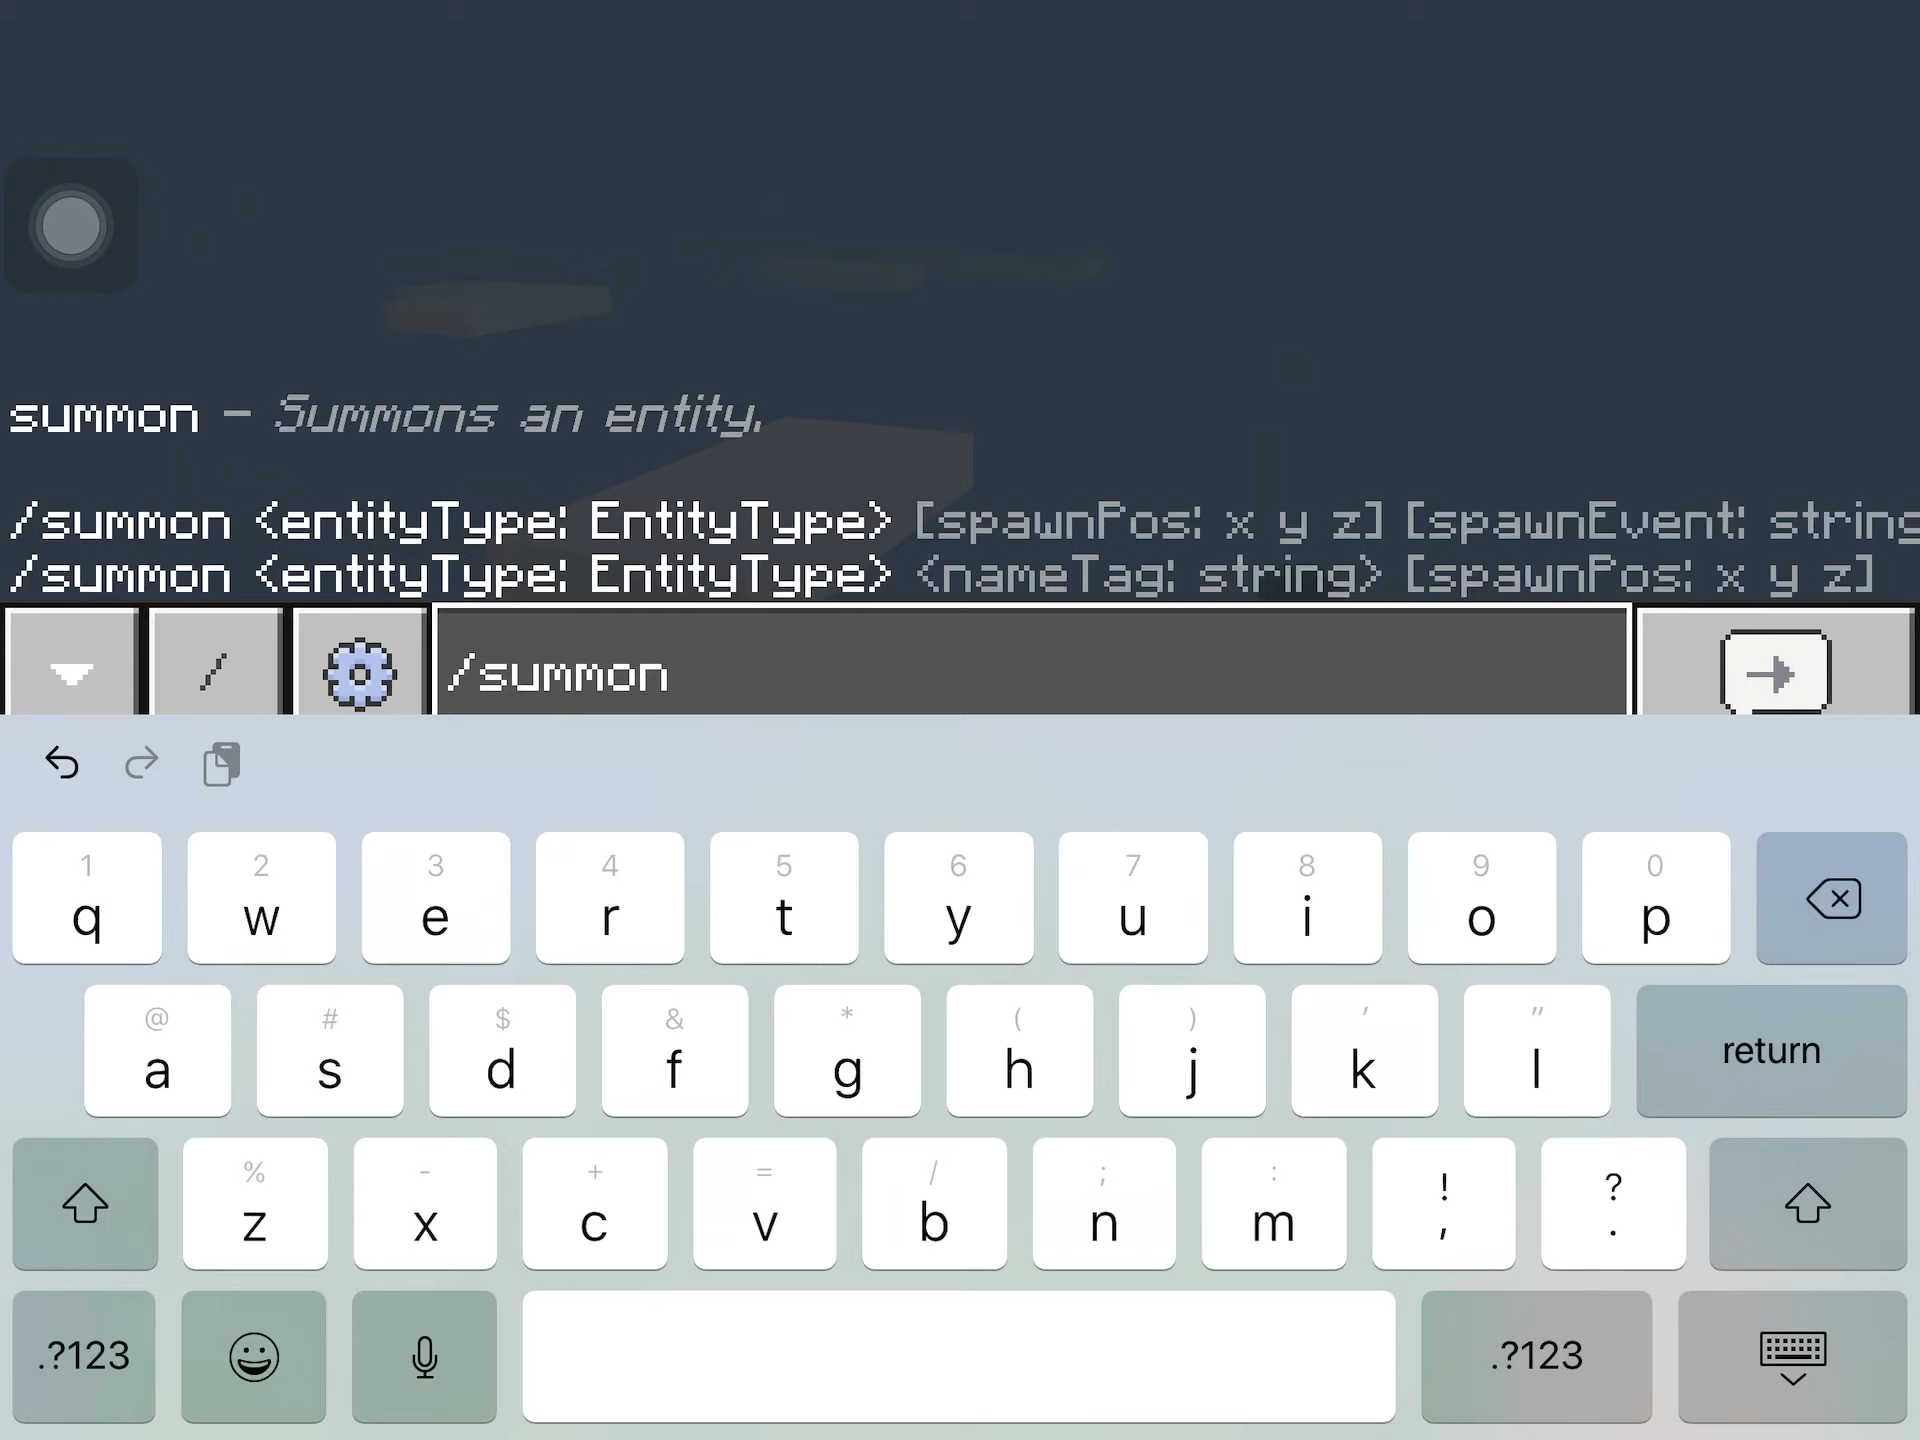 summon – Summons an entity.
/summon <entityType: EntityType> [spawnPos: x y z] [spawnEvent: string
/summon <entityType: EntityType> <nameTag: string> [spawnPos: x y z]
/ /summon
1 2 3 4 5 6 7 8 9 0
q w e r t y u i o p
@ # $ & * ( ) ' "
a s d f g h j k l return
% - + = / ; : ! ?
z x c v b n m , .
.?123 .?123